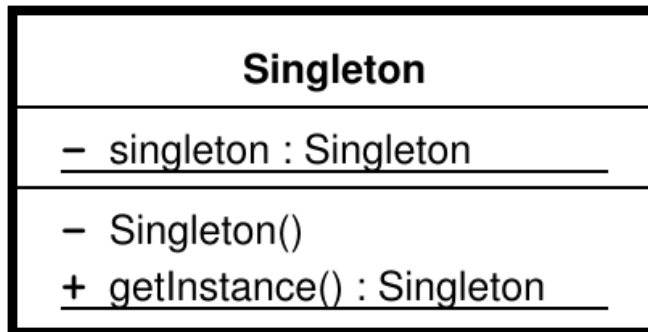 Singleton
– singleton : Singleton
– Singleton()
+ getInstance() : Singleton